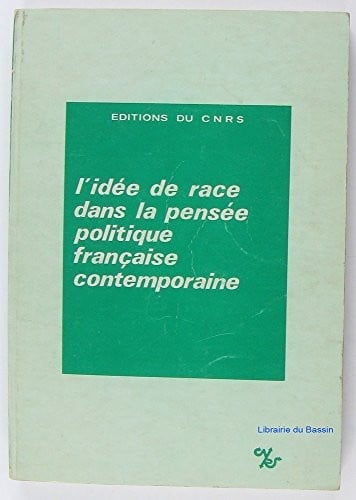 EDITIONS DU CNRS
l'idée de race
dans la pensée
politique
française
contemporaine
Librairie du Bassin